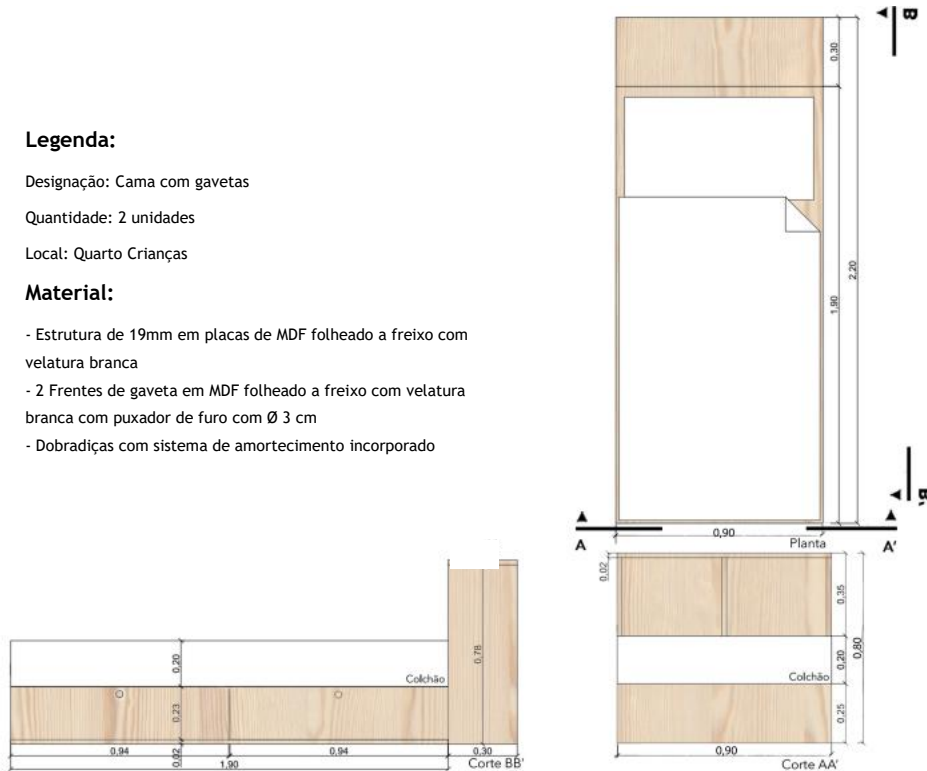 Legenda:
Designação: Cama com gavetas
Quantidade: 2 unidades
Local: Quarto Crianças
Material:
- Estrutura de 19mm em placas de MDF folheado a freixo com
velatura branca
- 2 Frentes de gaveta em MDF folheado a freixo com velatura
branca com puxador de furo com Ø 3 cm
- Dobradiças com sistema de amortecimento incorporado
B
0,30
1,90
2,20
B'
A
0,90
A'
Planta
0,20
0,78
Colchão
0,23
0,02
0,94
0,94
0,30
1,90
Corte BB'
0,02
0,35
0,80
0,20
Colchão
0,25
0,90
Corte AA'